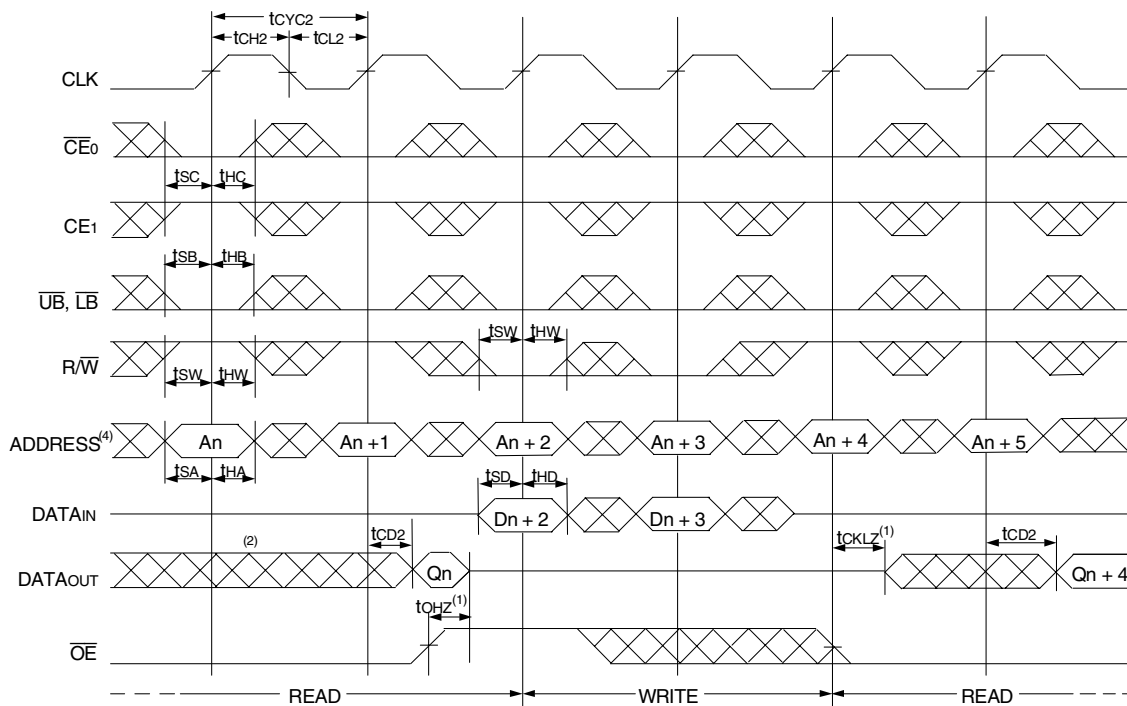 tCYC2
tCH2 tCL2
CLK
CE0
tSC tHC
CE1
tSB tHB
UB, LB
tSW tHW
R/W
tSW tHW
ADDRESS(4) An An + 1 An + 2 An + 3 An + 4 An + 5
tSA tHA tSD tHD
DATAIN Dn + 2 Dn + 3
tCD2 tCKLZ(1) tCD2
(2)
DATAOUT Qn Qn + 4
tOHZ(1)
OE
READ WRITE READ